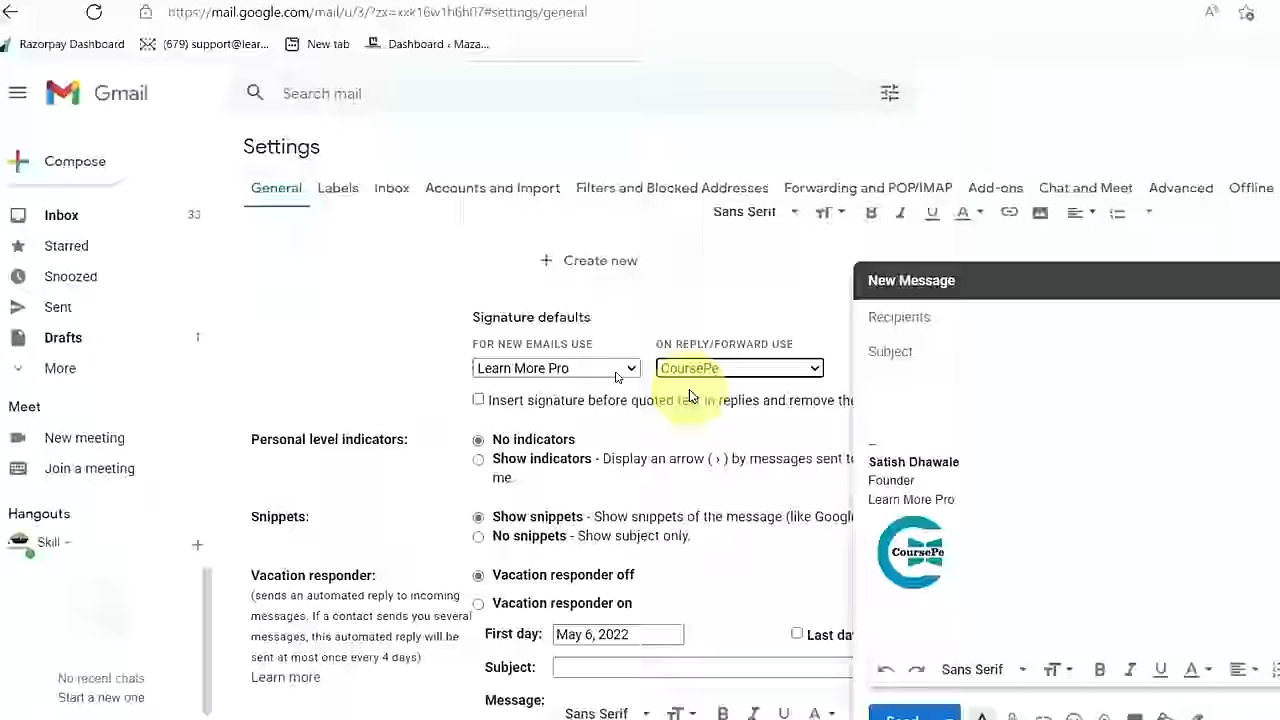 https://mail.google.com/mail/u/3/?zx=xxk16w1h6h07#settings/general
Razorpay Dashboard
(679) support@lear...
New tab
Dashboard ‹ Maza...
Gmail
Search mail
Compose
Inbox 33
Starred
Snoozed
Sent
Drafts 1
More
Meet
New meeting
Join a meeting
Hangouts
Skill
No recent chats
Start a new one
Settings
General Labels Inbox Accounts and Import Filters and Blocked Addresses Forwarding and POP/IMAP Add-ons Chat and Meet Advanced Offline
Sans Serif
Create new
Signature defaults
FOR NEW EMAILS USE ON REPLY/FORWARD USE
Learn More Pro CoursePe
Insert signature before quoted text in replies and remove the
Personal level indicators:
No indicators
Show indicators - Display an arrow ( › ) by messages sent to
me.
Snippets:
Show snippets - Show snippets of the message (like Google
No snippets - Show subject only.
Vacation responder:
(sends an automated reply to incoming
messages. If a contact sends you several
messages, this automated reply will be
sent at most once every 4 days)
Learn more
Vacation responder off
Vacation responder on
First day: May 6, 2022 Last da
Subject:
Message:
Sans Serif
New Message
Recipients
Subject
--
Satish Dhawale
Founder
Learn More Pro
CoursePe
Sans Serif
Send